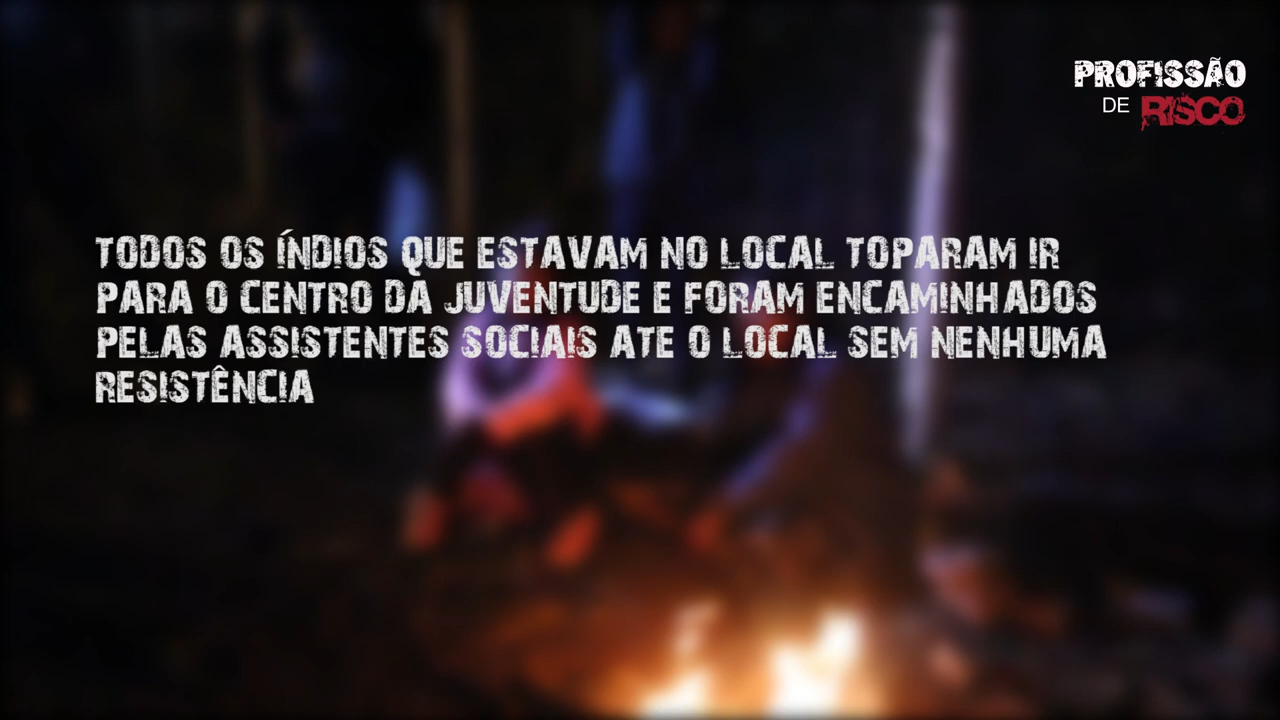 PROFISSÃO
DE RISCO
TODOS OS ÍNDIOS QUE ESTAVAM NO LOCAL TOPARAM IR
PARA O CENTRO DA JUVENTUDE E FORAM ENCAMINHADOS
PELAS ASSISTENTES SOCIAIS ATE O LOCAL SEM NENHUMA
RESISTÊNCIA